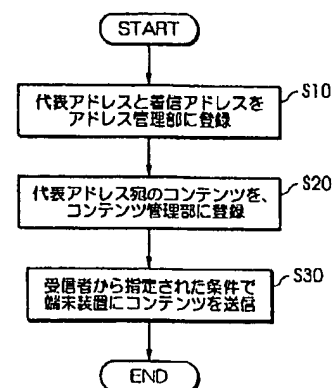 START
S10
代表アドレスと着信アドレスを
アドレス管理部に登録
S20
代表アドレス宛のコンテンツを、
コンテンツ管理部に登録
S30
受信者から指定された条件で
端末装置にコンテンツを送信
END